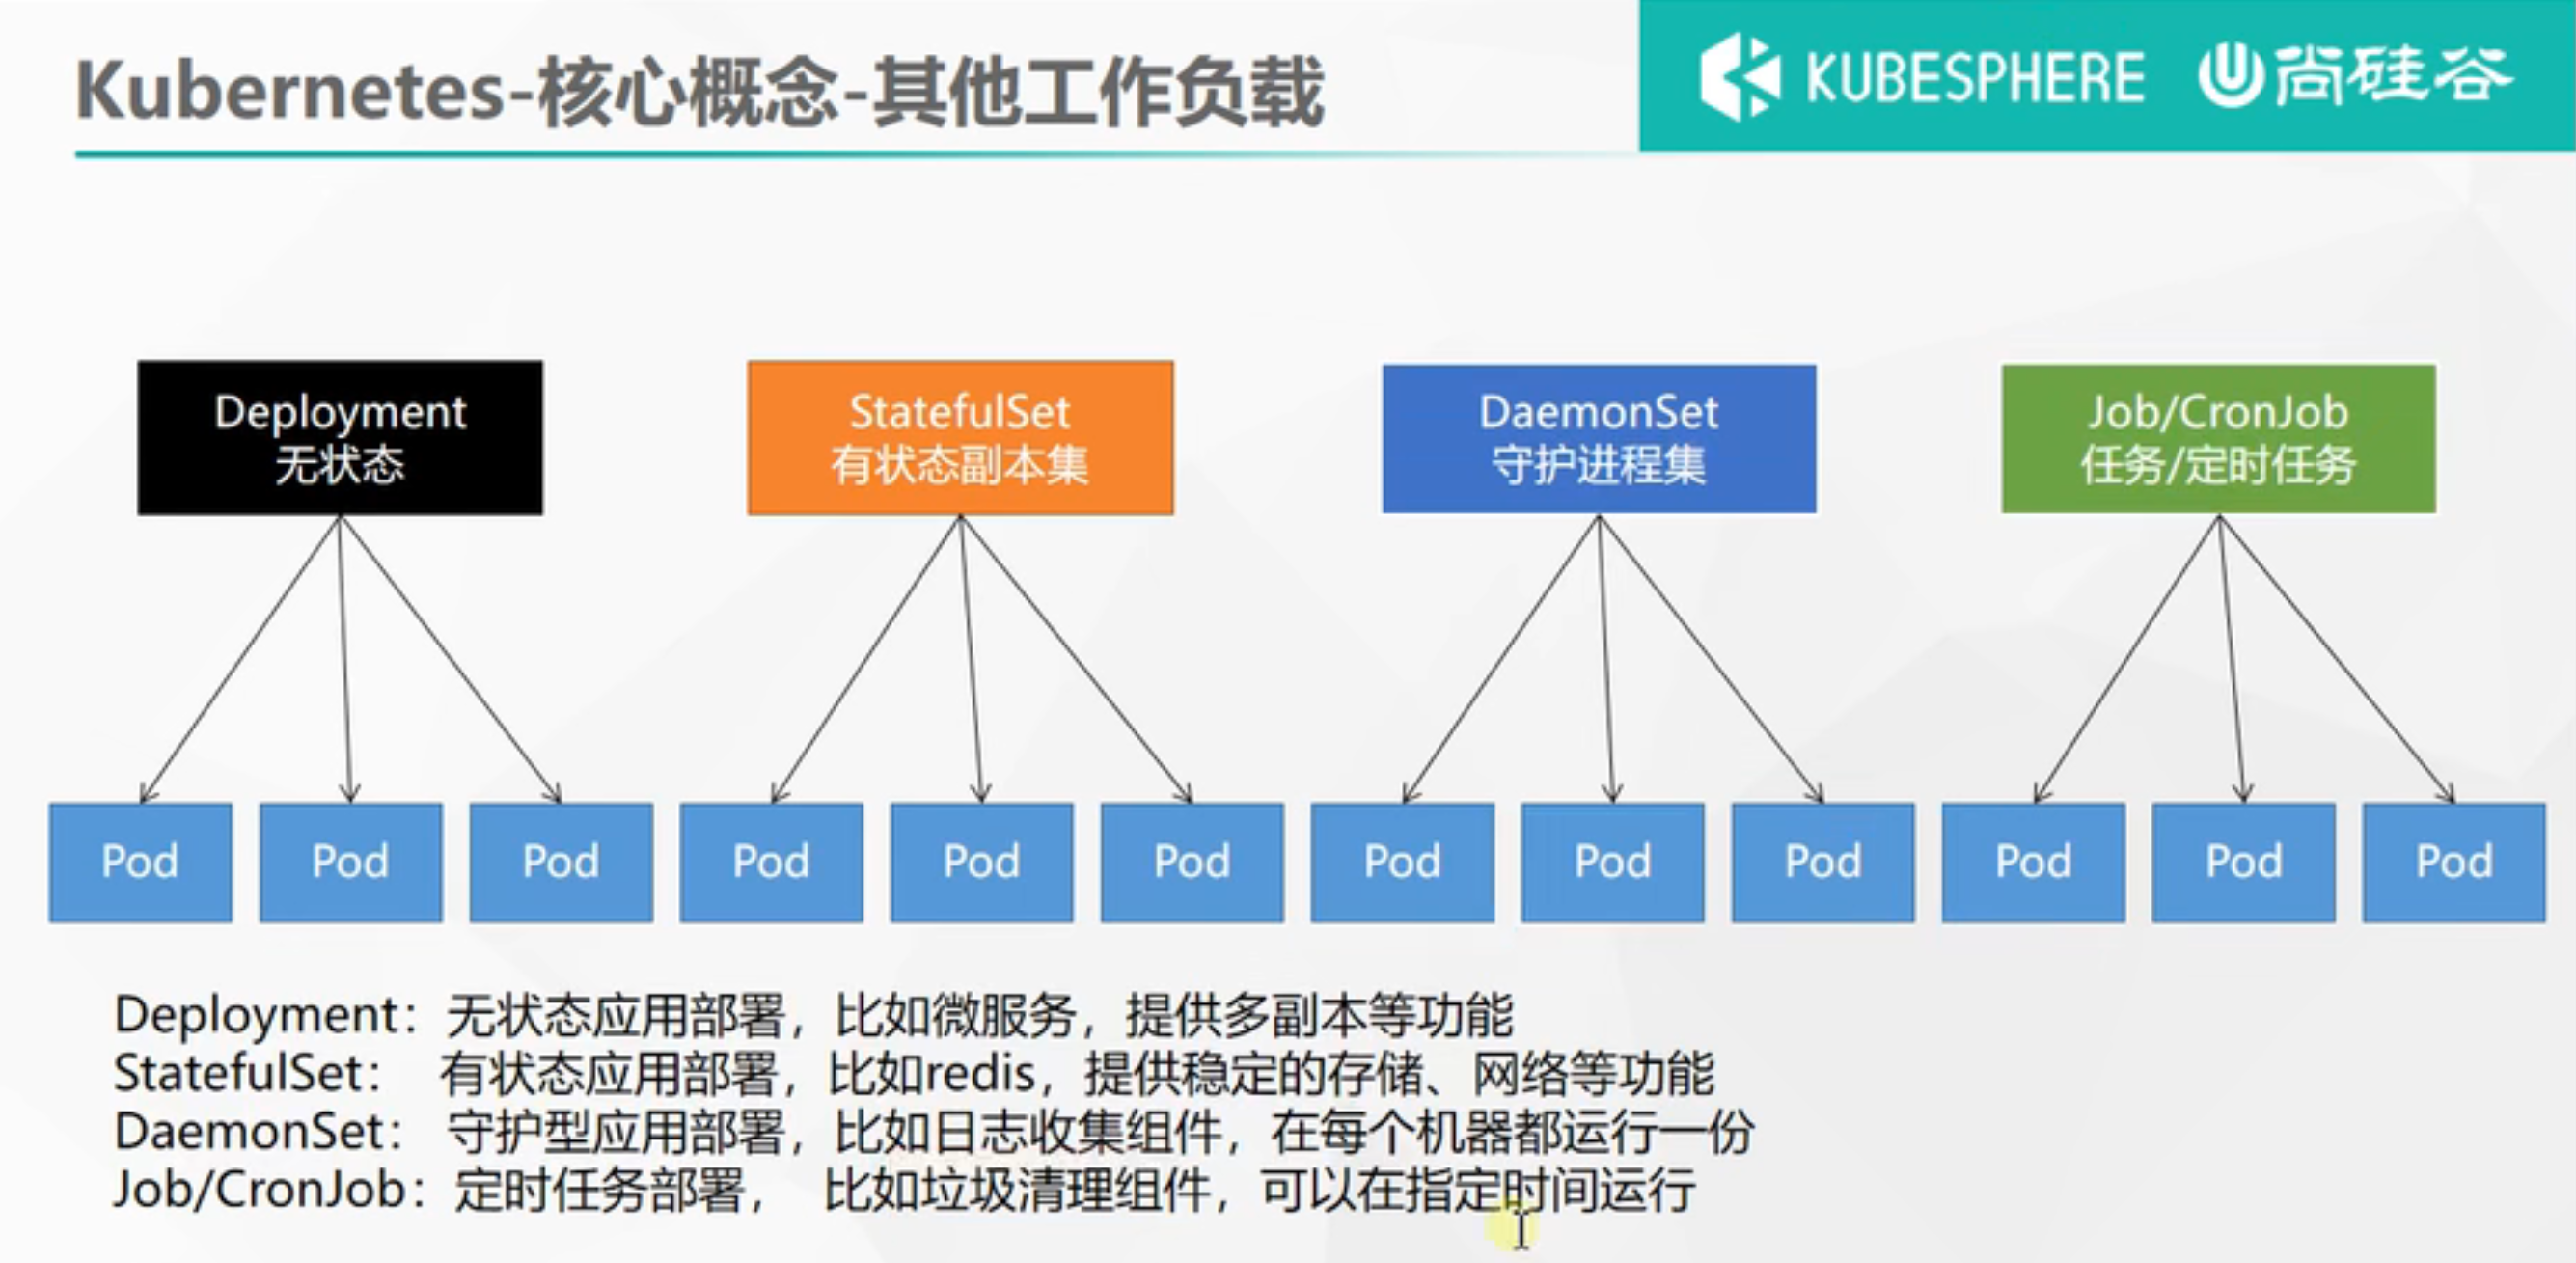 Kubernetes-核心概念-其他工作负载
KUBESPHERE
尚硅谷
Deployment
无状态
StatefulSet
有状态副本集
DaemonSet
守护进程集
Job/CronJob
任务/定时任务
Pod
Pod
Pod
Pod
Pod
Pod
Pod
Pod
Pod
Pod
Pod
Pod
Deployment：无状态应用部署，比如微服务，提供多副本等功能
StatefulSet： 有状态应用部署，比如redis，提供稳定的存储、网络等功能
DaemonSet： 守护型应用部署，比如日志收集组件，在每个机器都运行一份
Job/CronJob：定时任务部署， 比如垃圾清理组件，可以在指定时间运行